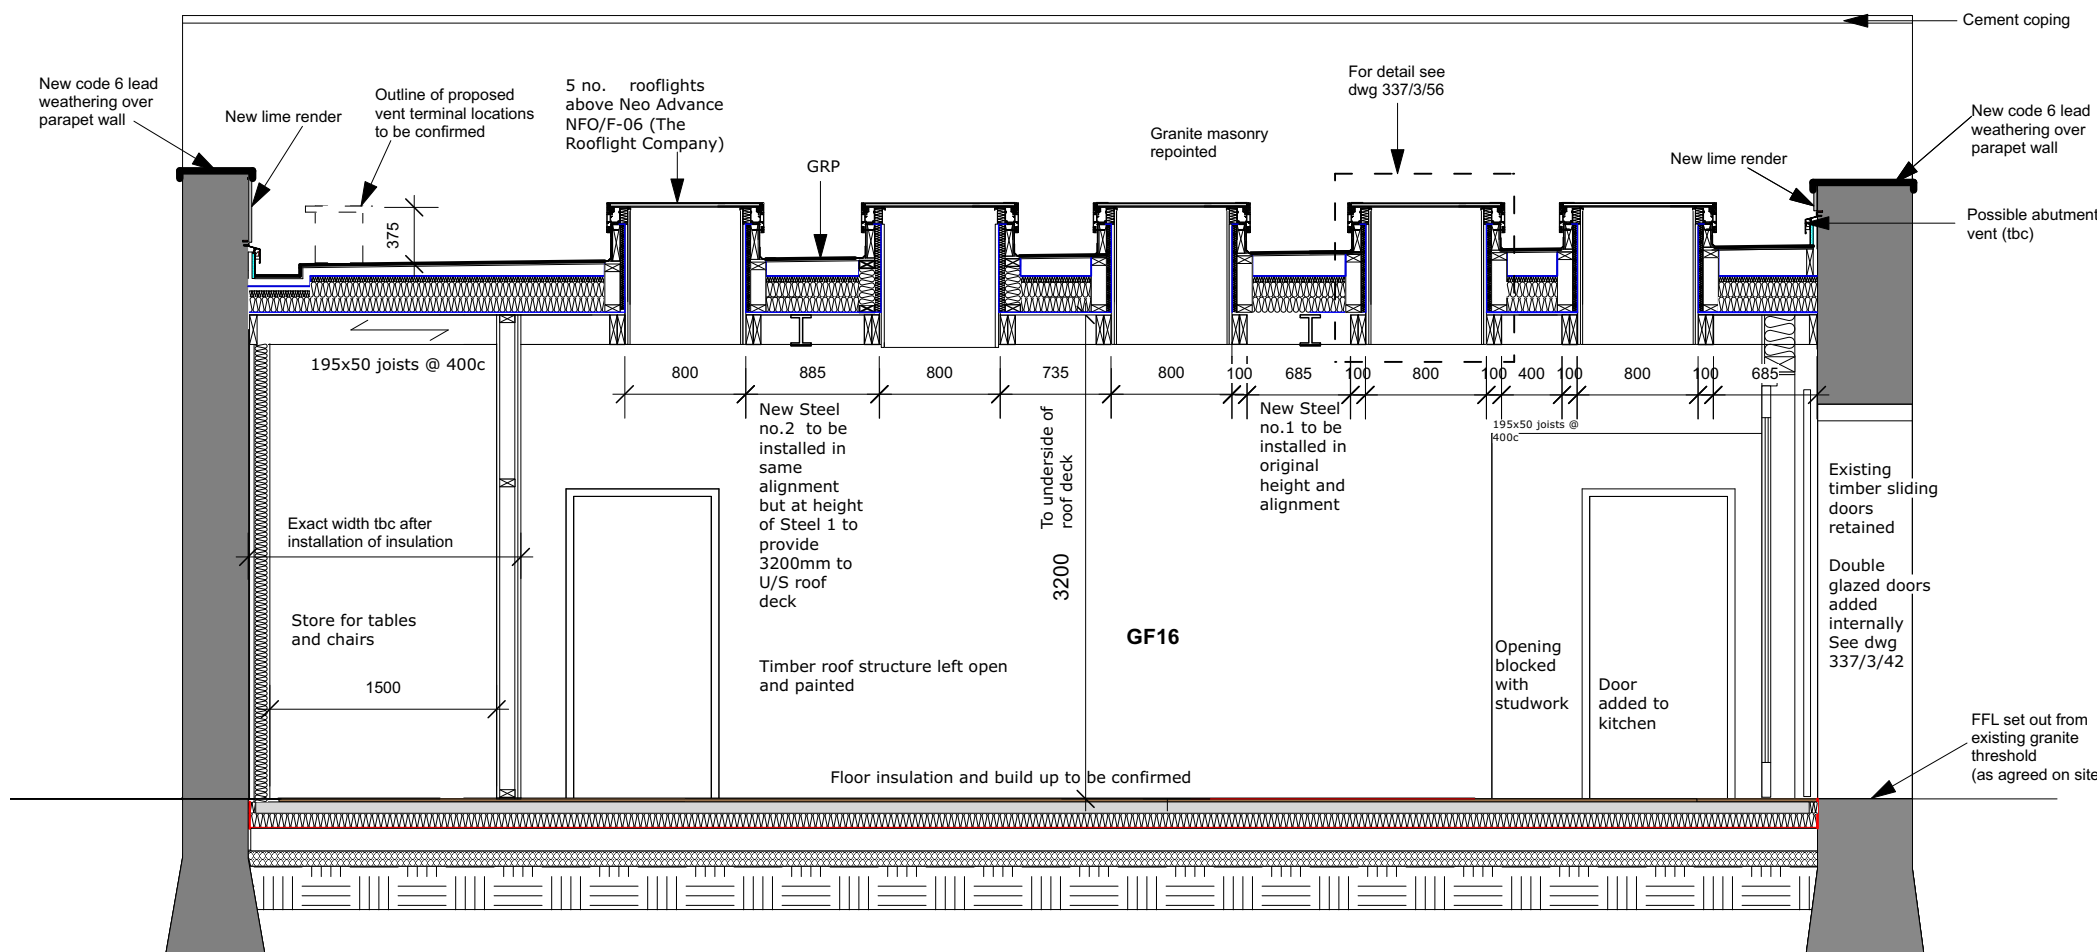 Cement coping
New code 6 lead
weathering over
parapet wall
New lime render
Outline of proposed
vent terminal locations
to be confirmed
5 no. rooflights
above Neo Advance
NFO/F-06 (The
Rooflight Company)
GRP
Granite masonry
repointed
For detail see
dwg 337/3/56
New lime render
New code 6 lead
weathering over
parapet wall
Possible abutment
vent (tbc)
375
195x50 joists @ 400c
800
885
800
735
800
100
685
100
800
100
400
100
800
100
685
New Steel
no.2 to be
installed in
same
alignment
but at height
of Steel 1 to
provide
3200mm to
U/S roof
deck
To underside of
roof deck
3200
New Steel
no.1 to be
installed in
original
height and
alignment
195x50 joists @
400c
Existing
timber sliding
doors
retained
Double
glazed doors
added
internally
See dwg
337/3/42
Exact width tbc after
installation of insulation
Store for tables
and chairs
1500
Timber roof structure left open
and painted
GF16
Opening
blocked
with
studwork
Door
added to
kitchen
FFL set out from
existing granite
threshold
(as agreed on site
Floor insulation and build up to be confirmed